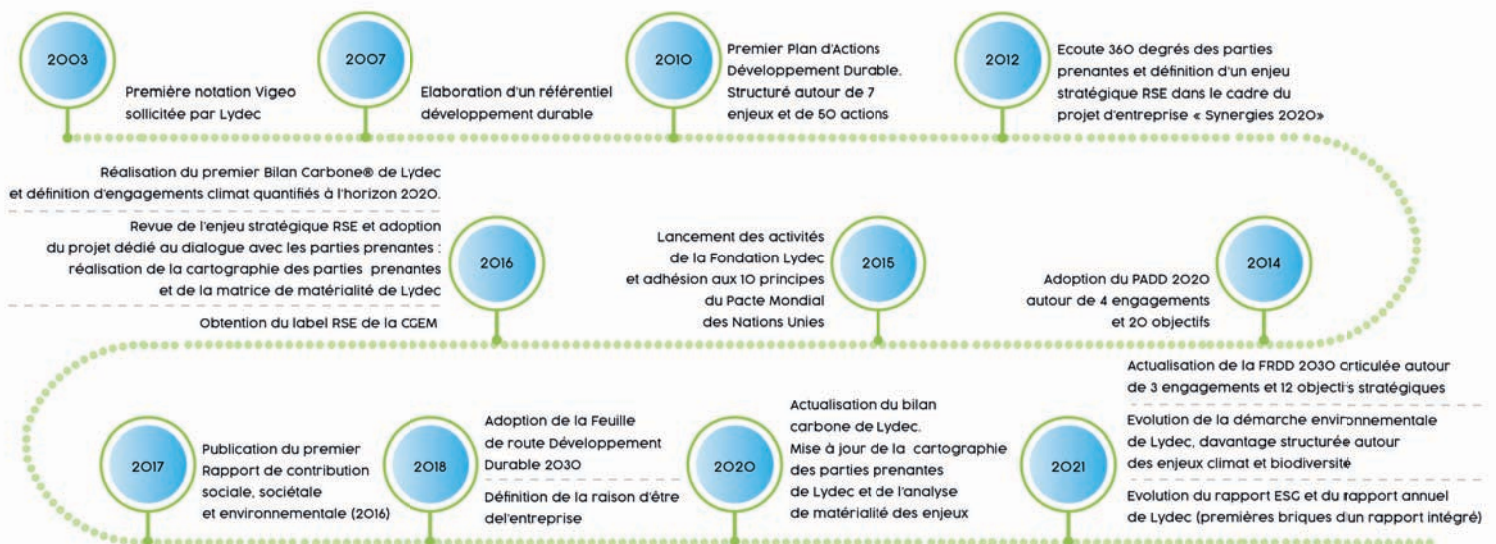 2003
Première notation Vigeo
sollicitée par Lydec
2007
Elaboration d'un référentiel
développement durable
2010
Premier Plan d'Actions
Développement Durable.
Structuré autour de 7
enjeux et de 50 actions
2012
Ecoute 360 degrés des parties
prenantes et définition d'un enjeu
stratégique RSE dans le cadre du
projet d'entreprise « Synergies 2020»
2014
Adoption du PADD 2020
autour de 4 engagements
et 20 objectifs
2015
Lancement des activités
de la Fondation Lydec
et adhésion aux 10 principes
du Pacte Mondial
des Nations Unies
2016
Réalisation du premier Bilan Carbone® de Lydec
et définition d'engagements climat quantifiés à l'horizon 2020.
Revue de l'enjeu stratégique RSE et adoption
du projet dédié au dialogue avec les parties prenantes :
réalisation de la cartographie des parties prenantes
et de la matrice de matérialité de Lydec
Obtention du label RSE de la CGEM
2017
Publication du premier
Rapport de contribution
sociale, sociétale
et environnementale (2016)
2018
Adoption de la Feuille
de route Développement
Durable 2030
Définition de la raison d'être
del'entreprise
2020
Actualisation du bilan
carbone de Lydec.
Mise à jour de la cartographie
des parties prenantes
de Lydec et de l'analyse
de matérialité des enjeux
2021
Actualisation de la FRDD 2030 articulée autour
de 3 engagements et 12 objectifs stratégiques
Evolution de la démarche environnementale
de Lydec, davantage structurée autour
des enjeux climat et biodiversité
Evolution du rapport ESG et du rapport annuel
de Lydec (premières briques d'un rapport intégré)